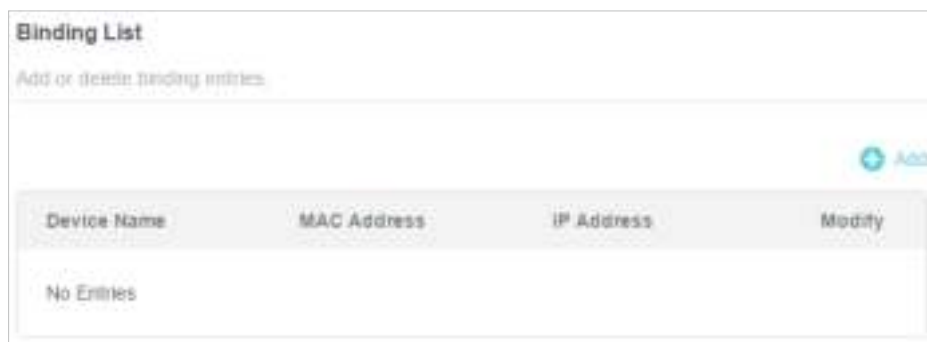 Binding List
Add or delete binding entries.
Add
Device Name MAC Address IP Address Modify
No Entries